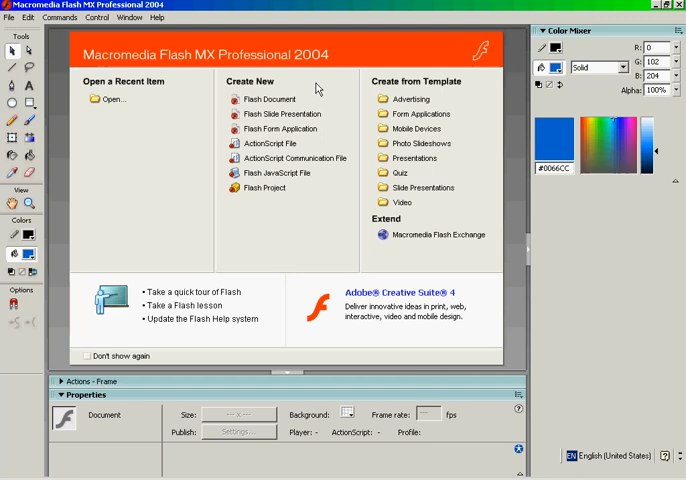 Macromedia Flash MX Professional 2004
File Edit Commands Control Window Help
Tools
View
Colors
Options
Macromedia Flash MX Professional 2004
Open a Recent Item
Open...
Create New
Flash Document
Flash Slide Presentation
Flash Form Application
ActionScript File
ActionScript Communication File
Flash JavaScript File
Flash Project
Create from Template
Advertising
Form Applications
Mobile Devices
Photo Slideshows
Presentations
Quiz
Slide Presentations
Video
Extend
Macromedia Flash Exchange
• Take a quick tour of Flash
• Take a Flash lesson
• Update the Flash Help system
Adobe® Creative Suite® 4
Deliver innovative ideas in print, web,
interactive, video and mobile design.
Don't show again
Actions - Frame
Properties
Document
Size: --- x ---
Background:
Frame rate: --- fps
Publish: Settings...
Player: -
ActionScript: -
Profile:
Color Mixer
Solid
R: 0
G: 102
B: 204
Alpha: 100%
#0066CC
EN English (United States)